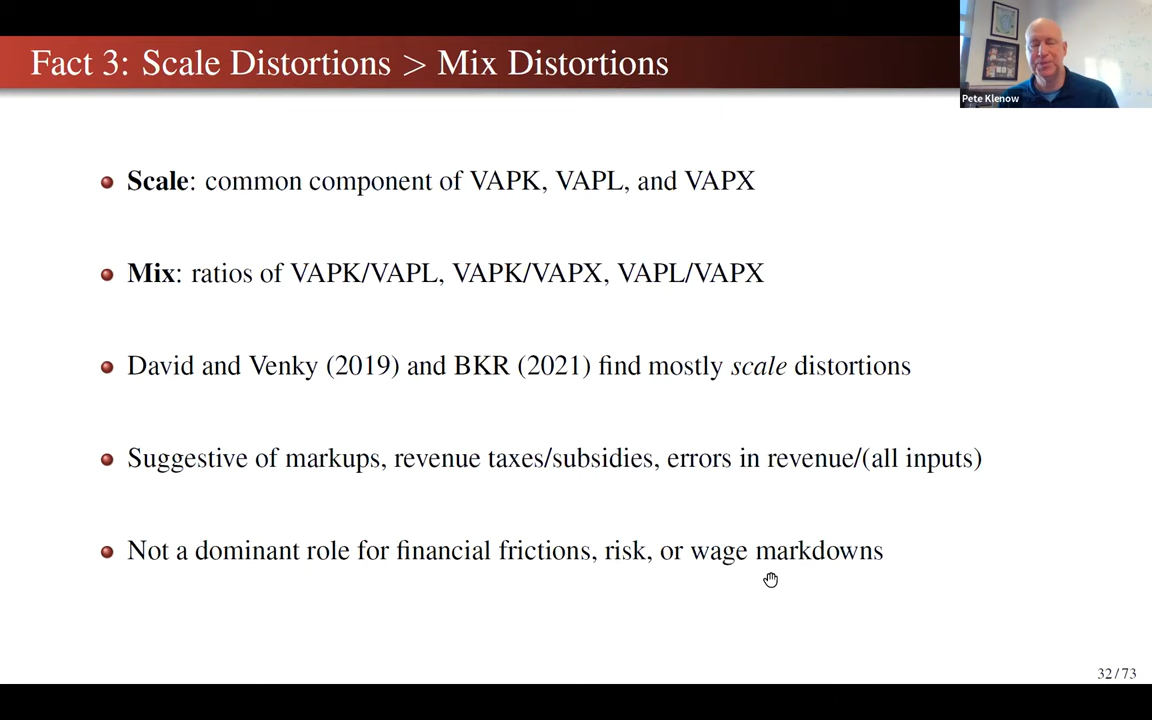 Fact 3: Scale Distortions > Mix Distortions
Pete Klenow
Scale: common component of VAPK, VAPL, and VAPX
Mix: ratios of VAPK/VAPL, VAPK/VAPX, VAPL/VAPX
David and Venky (2019) and BKR (2021) find mostly scale distortions
Suggestive of markups, revenue taxes/subsidies, errors in revenue/(all inputs)
Not a dominant role for financial frictions, risk, or wage markdowns
32 / 73